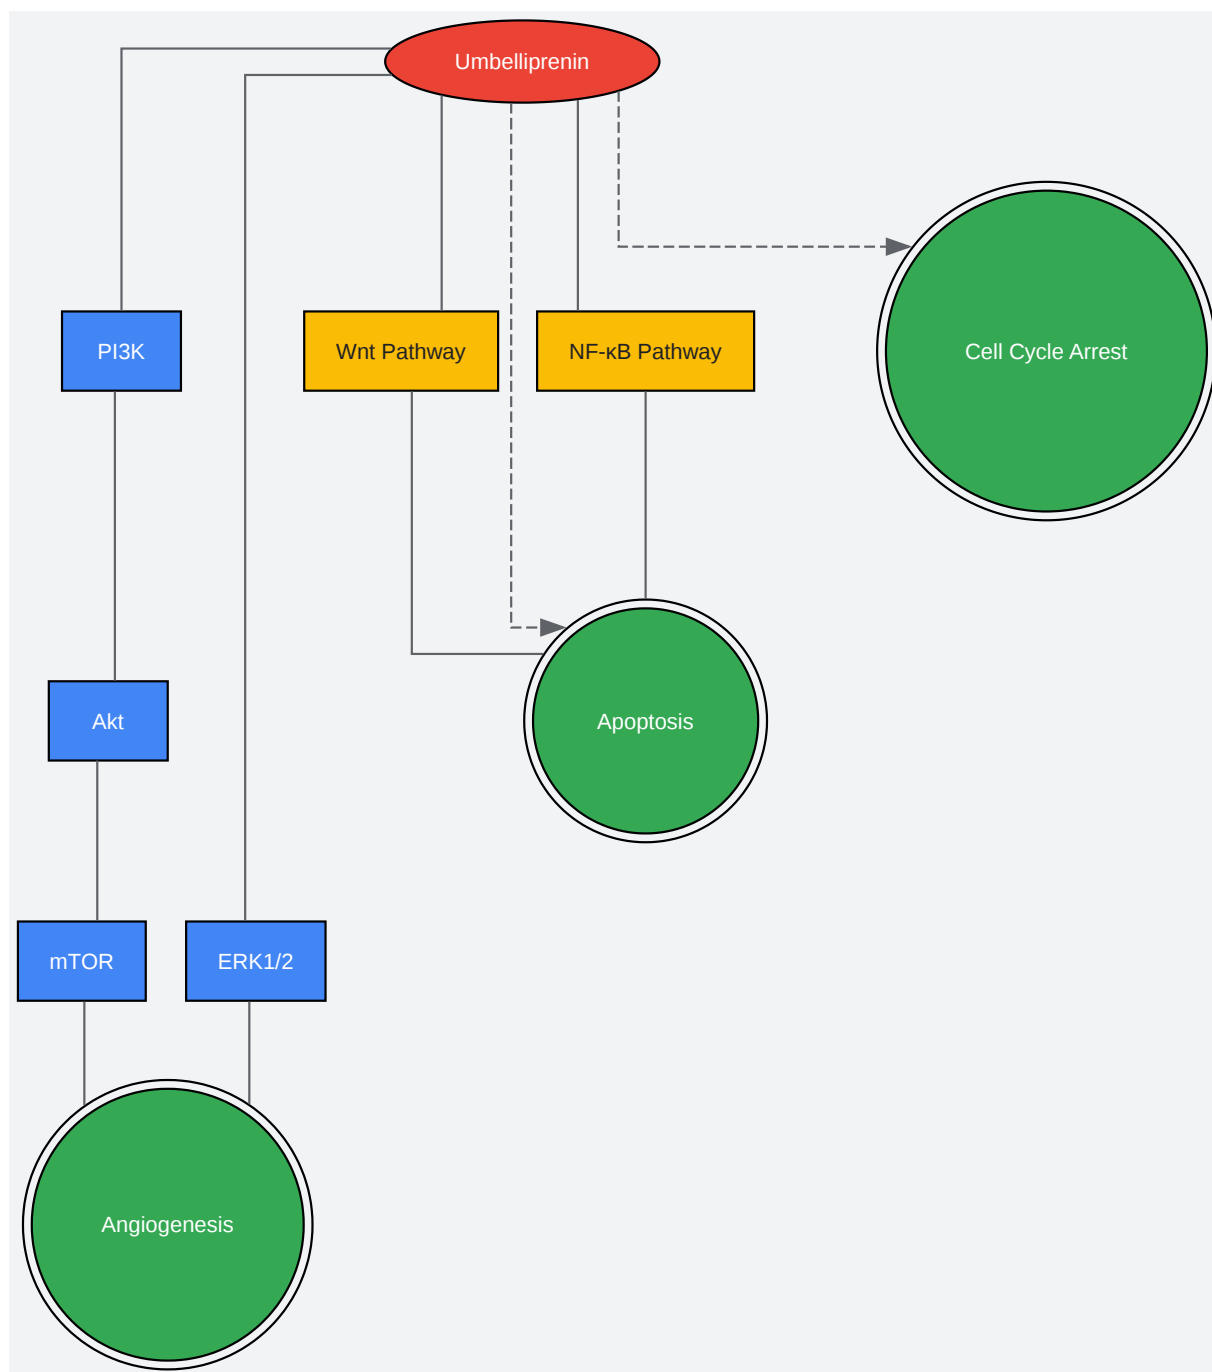 Umbelliprenin
PI3K
Wnt Pathway
NF-κB Pathway
Cell Cycle Arrest
Akt
Apoptosis
mTOR
ERK1/2
Angiogenesis